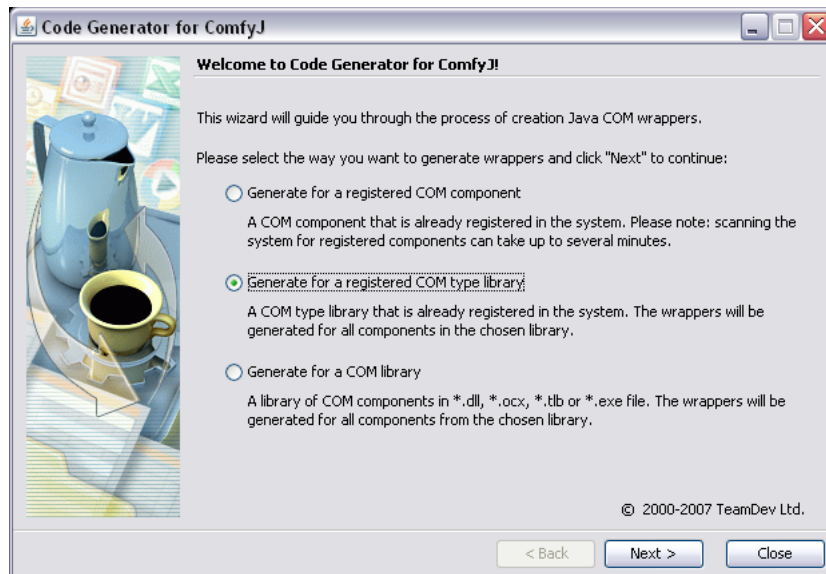 Code Generator for ComfyJ
Welcome to Code Generator for ComfyJ!
This wizard will guide you through the process of creation Java COM wrappers.
Please select the way you want to generate wrappers and click "Next" to continue:
Generate for a registered COM component
A COM component that is already registered in the system. Please note: scanning the
system for registered components can take up to several minutes.
Generate for a registered COM type library
A COM type library that is already registered in the system. The wrappers will be
generated for all components in the chosen library.
Generate for a COM library
A library of COM components in *.dll, *.ocx, *.tlb or *.exe file. The wrappers will be
generated for all components from the chosen library.
© 2000-2007 TeamDev Ltd.
< Back Next > Close